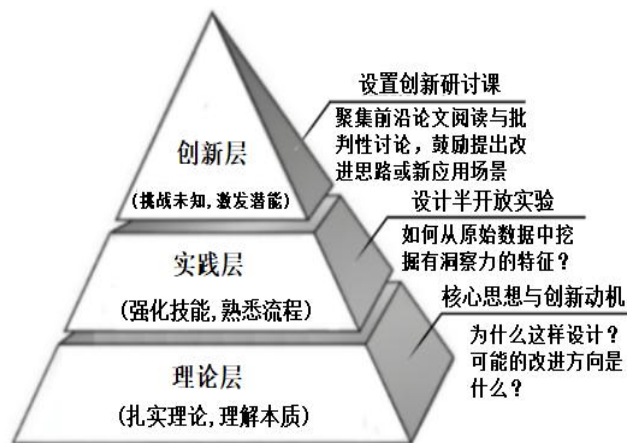 设置创新研讨课
聚集前沿论文阅读与批
判性讨论，鼓励提出改
进思路或新应用场景
创新层
(挑战未知,激发潜能)
设计半开放实验
如何从原始数据中挖
掘有洞察力的特征？
实践层
(强化技能,熟悉流程)
核心思想与创新动机
为什么这样设计？
可能的改进方向是
什么？
理论层
(扎实理论,理解本质)